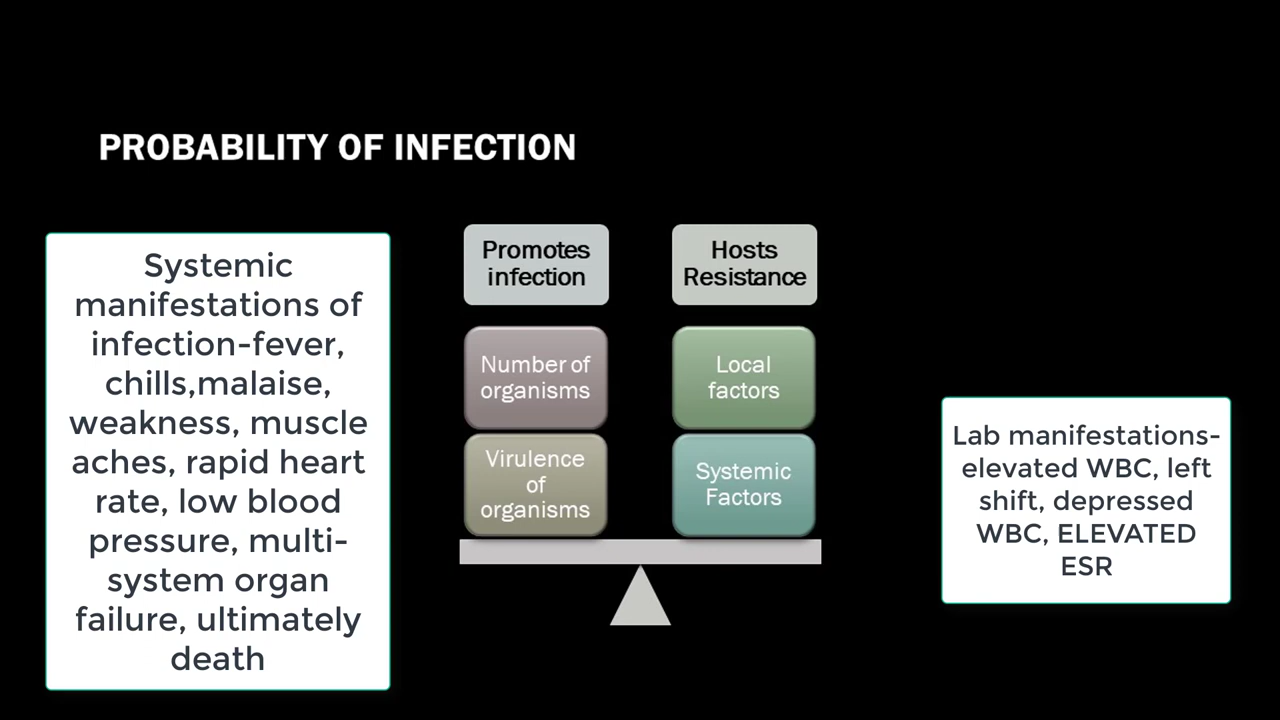 PROBABILITY OF INFECTION
Systemic
manifestations of
infection-fever,
chills,malaise,
weakness, muscle
aches, rapid heart
rate, low blood
pressure, multi-
system organ
failure, ultimately
death
Promotes
infection
Number of
organisms
Virulence
of
organisms
Hosts
Resistance
Local
factors
Systemic
Factors
Lab manifestations-
elevated WBC, left
shift, depressed
WBC, ELEVATED
ESR